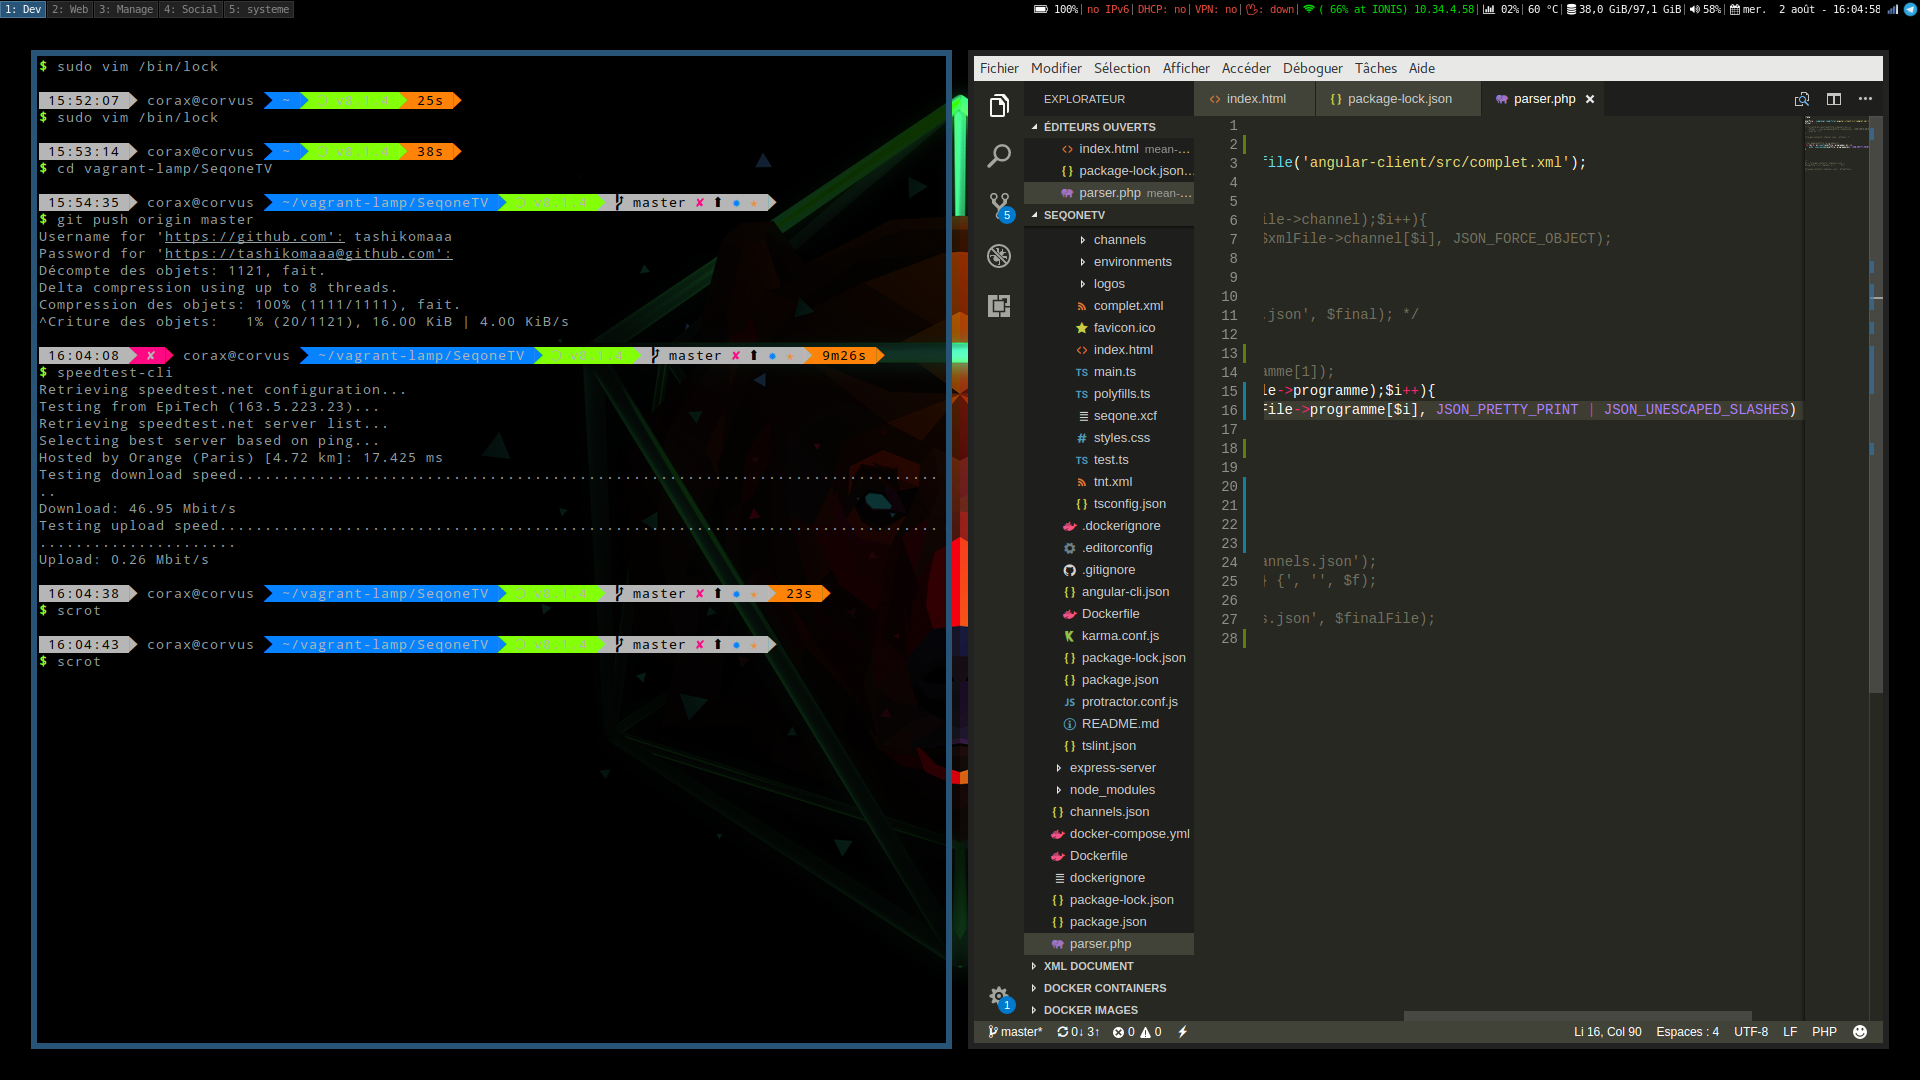 1: Dev 2: Web 3: Manage 4: Social 5: systeme
100%| no IPv6| DHCP: no| VPN: no| : down| ( 66% at IONIS) 10.34.4.58| 02%| 60 °C| 38,0 GiB/97,1 GiB| 58%| mer. 2 août - 16:04:58
$ sudo vim /bin/lock
15:52:07 corax@corvus ~ 25s
$ sudo vim /bin/lock
15:53:14 corax@corvus ~ 38s
$ cd vagrant-lamp/SeqoneTV
15:54:35 corax@corvus ~/vagrant-lamp/SeqoneTV master ✘ ⬆
$ git push origin master
Username for 'https://github.com': tashikomaaa
Password for 'https://tashikomaaa@github.com':
Décompte des objets: 1121, fait.
Delta compression using up to 8 threads.
Compression des objets: 100% (1111/1111), fait.
^Criture des objets:   1% (20/1121), 16.00 KiB | 4.00 KiB/s
16:04:08 ✘ corax@corvus ~/vagrant-lamp/SeqoneTV master ✘ ⬆ 9m26s
$ speedtest-cli
Retrieving speedtest.net configuration...
Testing from EpiTech (163.5.223.23)...
Retrieving speedtest.net server list...
Selecting best server based on ping...
Hosted by Orange (Paris) [4.72 km]: 17.425 ms
Testing download speed..............................................................................
..
Download: 46.95 Mbit/s
Testing upload speed................................................................................
......................
Upload: 0.26 Mbit/s
16:04:38 corax@corvus ~/vagrant-lamp/SeqoneTV master ✘ ⬆ 23s
$ scrot
16:04:43 corax@corvus ~/vagrant-lamp/SeqoneTV master ✘ ⬆
$ scrot
Fichier Modifier Sélection Afficher Accéder Déboguer Tâches Aide
EXPLORATEUR
ÉDITEURS OUVERTS
index.html mean-...
package-lock.json...
parser.php mean-...
SEQONETV
channels
environments
logos
complet.xml
favicon.ico
index.html
main.ts
polyfills.ts
seqone.xcf
styles.css
test.ts
tnt.xml
tsconfig.json
.dockerignore
.editorconfig
.gitignore
angular-cli.json
Dockerfile
karma.conf.js
package-lock.json
package.json
protractor.conf.js
README.md
tslint.json
express-server
node_modules
channels.json
docker-compose.yml
Dockerfile
dockerignore
package-lock.json
package.json
parser.php
XML DOCUMENT
DOCKER CONTAINERS
DOCKER IMAGES
5
1
index.html package-lock.json parser.php ×
1
2
3 file('angular-client/src/complet.xml');
4
5
6 ile->channel);$i++){
7 $xmlFile->channel[$i], JSON_FORCE_OBJECT);
8
9
10
11 .json', $final); */
12
13
14 amme[1]);
15 le->programme);$i++){
16 File->programme[$i], JSON_PRETTY_PRINT | JSON_UNESCAPED_SLASHES)
17
18
19
20
21
22
23
24 annels.json');
25 } {', '', $f);
26
27 s.json', $finalFile);
28
master* 0↓ 3↑ 0 0 Li 16, Col 90 Espaces : 4 UTF-8 LF PHP